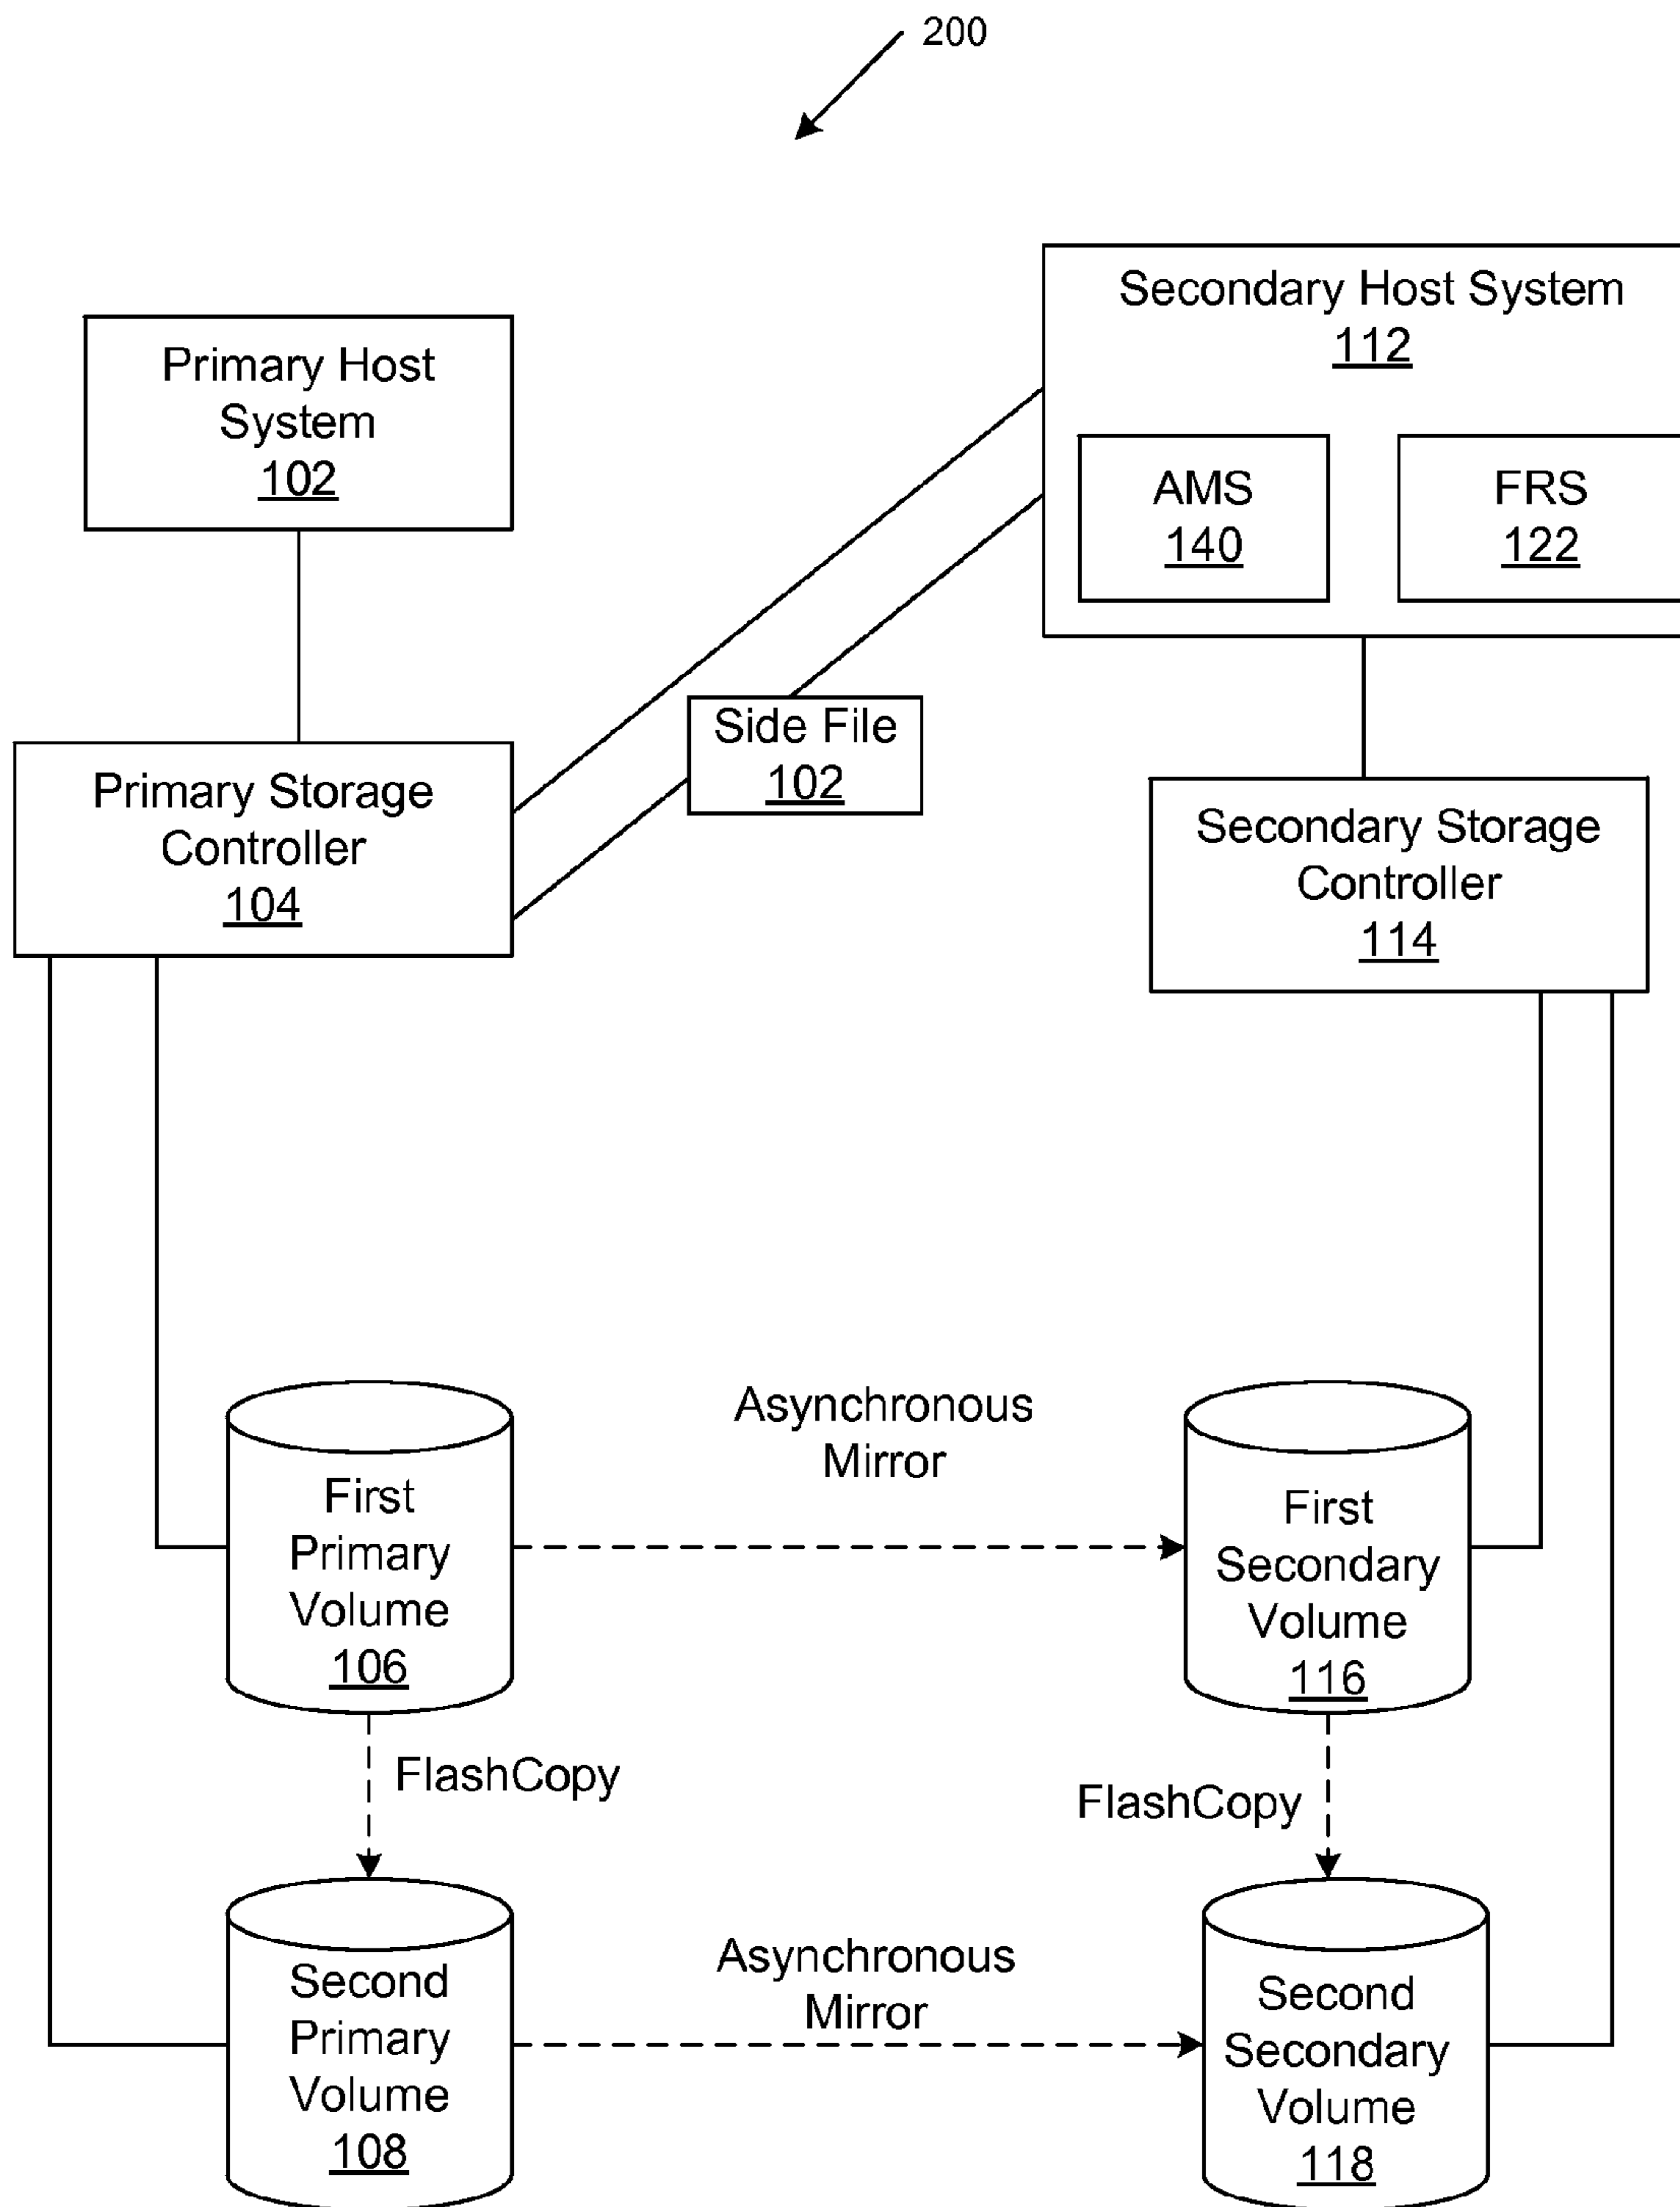 200
Secondary Host System
112
Primary Host
System
102
AMS
140
FRS
122
Side File
102
Primary Storage
Controller
104
Secondary Storage
Controller
114
Asynchronous
Mirror
First
Primary
Volume
106
First
Secondary
Volume
116
FlashCopy
FlashCopy
Asynchronous
Mirror
Second
Primary
Volume
108
Second
Secondary
Volume
118